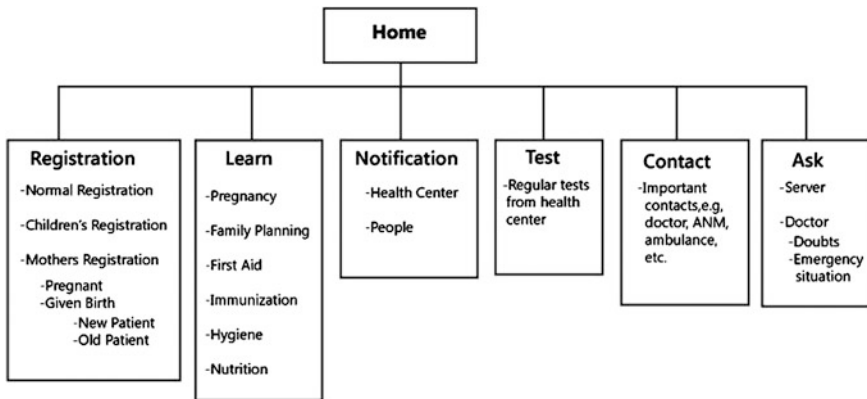 Home
Registration
-Normal Registration
-Children's Registration
-Mothers Registration
-Pregnant
-Given Birth
-New Patient
-Old Patient
Learn
-Pregnancy
-Family Planning
-First Aid
-Immunization
-Hygiene
-Nutrition
Notification
-Health Center
-People
Test
-Regular tests
from health
center
Contact
-Important
contacts,e.g,
doctor, ANM,
ambulance,
etc.
Ask
-Server
-Doctor
-Doubts
-Emergency
situation